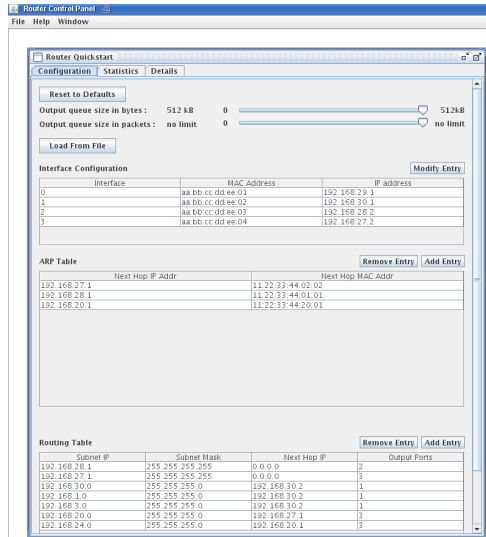 Router Control Panel
File Help Window
Router Quickstart
Configuration Statistics Details
Reset to Defaults
Output queue size in bytes : 512 kB 0 512kB
Output queue size in packets : no limit 0 no limit
Load From File
Interface Configuration Modify Entry
Interface MAC Address IP address
0 aa:bb:cc:dd:ee:01 192.168.29.1
1 aa:bb:cc:dd:ee:02 192.168.30.1
2 aa:bb:cc:dd:ee:03 192.168.28.2
3 aa:bb:cc:dd:ee:04 192.168.27.2
ARP Table Remove Entry Add Entry
Next Hop IP Addr Next Hop MAC Addr
192.168.27.1 11:22:33:44:02:02
192.168.28.1 11:22:33:44:01:01
192.168.20.1 11:22:33:44:20:01
Routing Table Remove Entry Add Entry
Subnet IP Subnet Mask Next Hop IP Output Ports
192.168.28.1 255.255.255.255 0.0.0.0 2
192.168.27.1 255.255.255.255 0.0.0.0 3
192.168.30.0 255.255.255.0 192.168.30.2 1
192.168.1.0 255.255.255.0 192.168.30.2 1
192.168.3.0 255.255.255.0 192.168.30.2 1
192.168.20.0 255.255.255.0 192.168.27.1 3
192.168.24.0 255.255.255.0 192.168.20.1 3